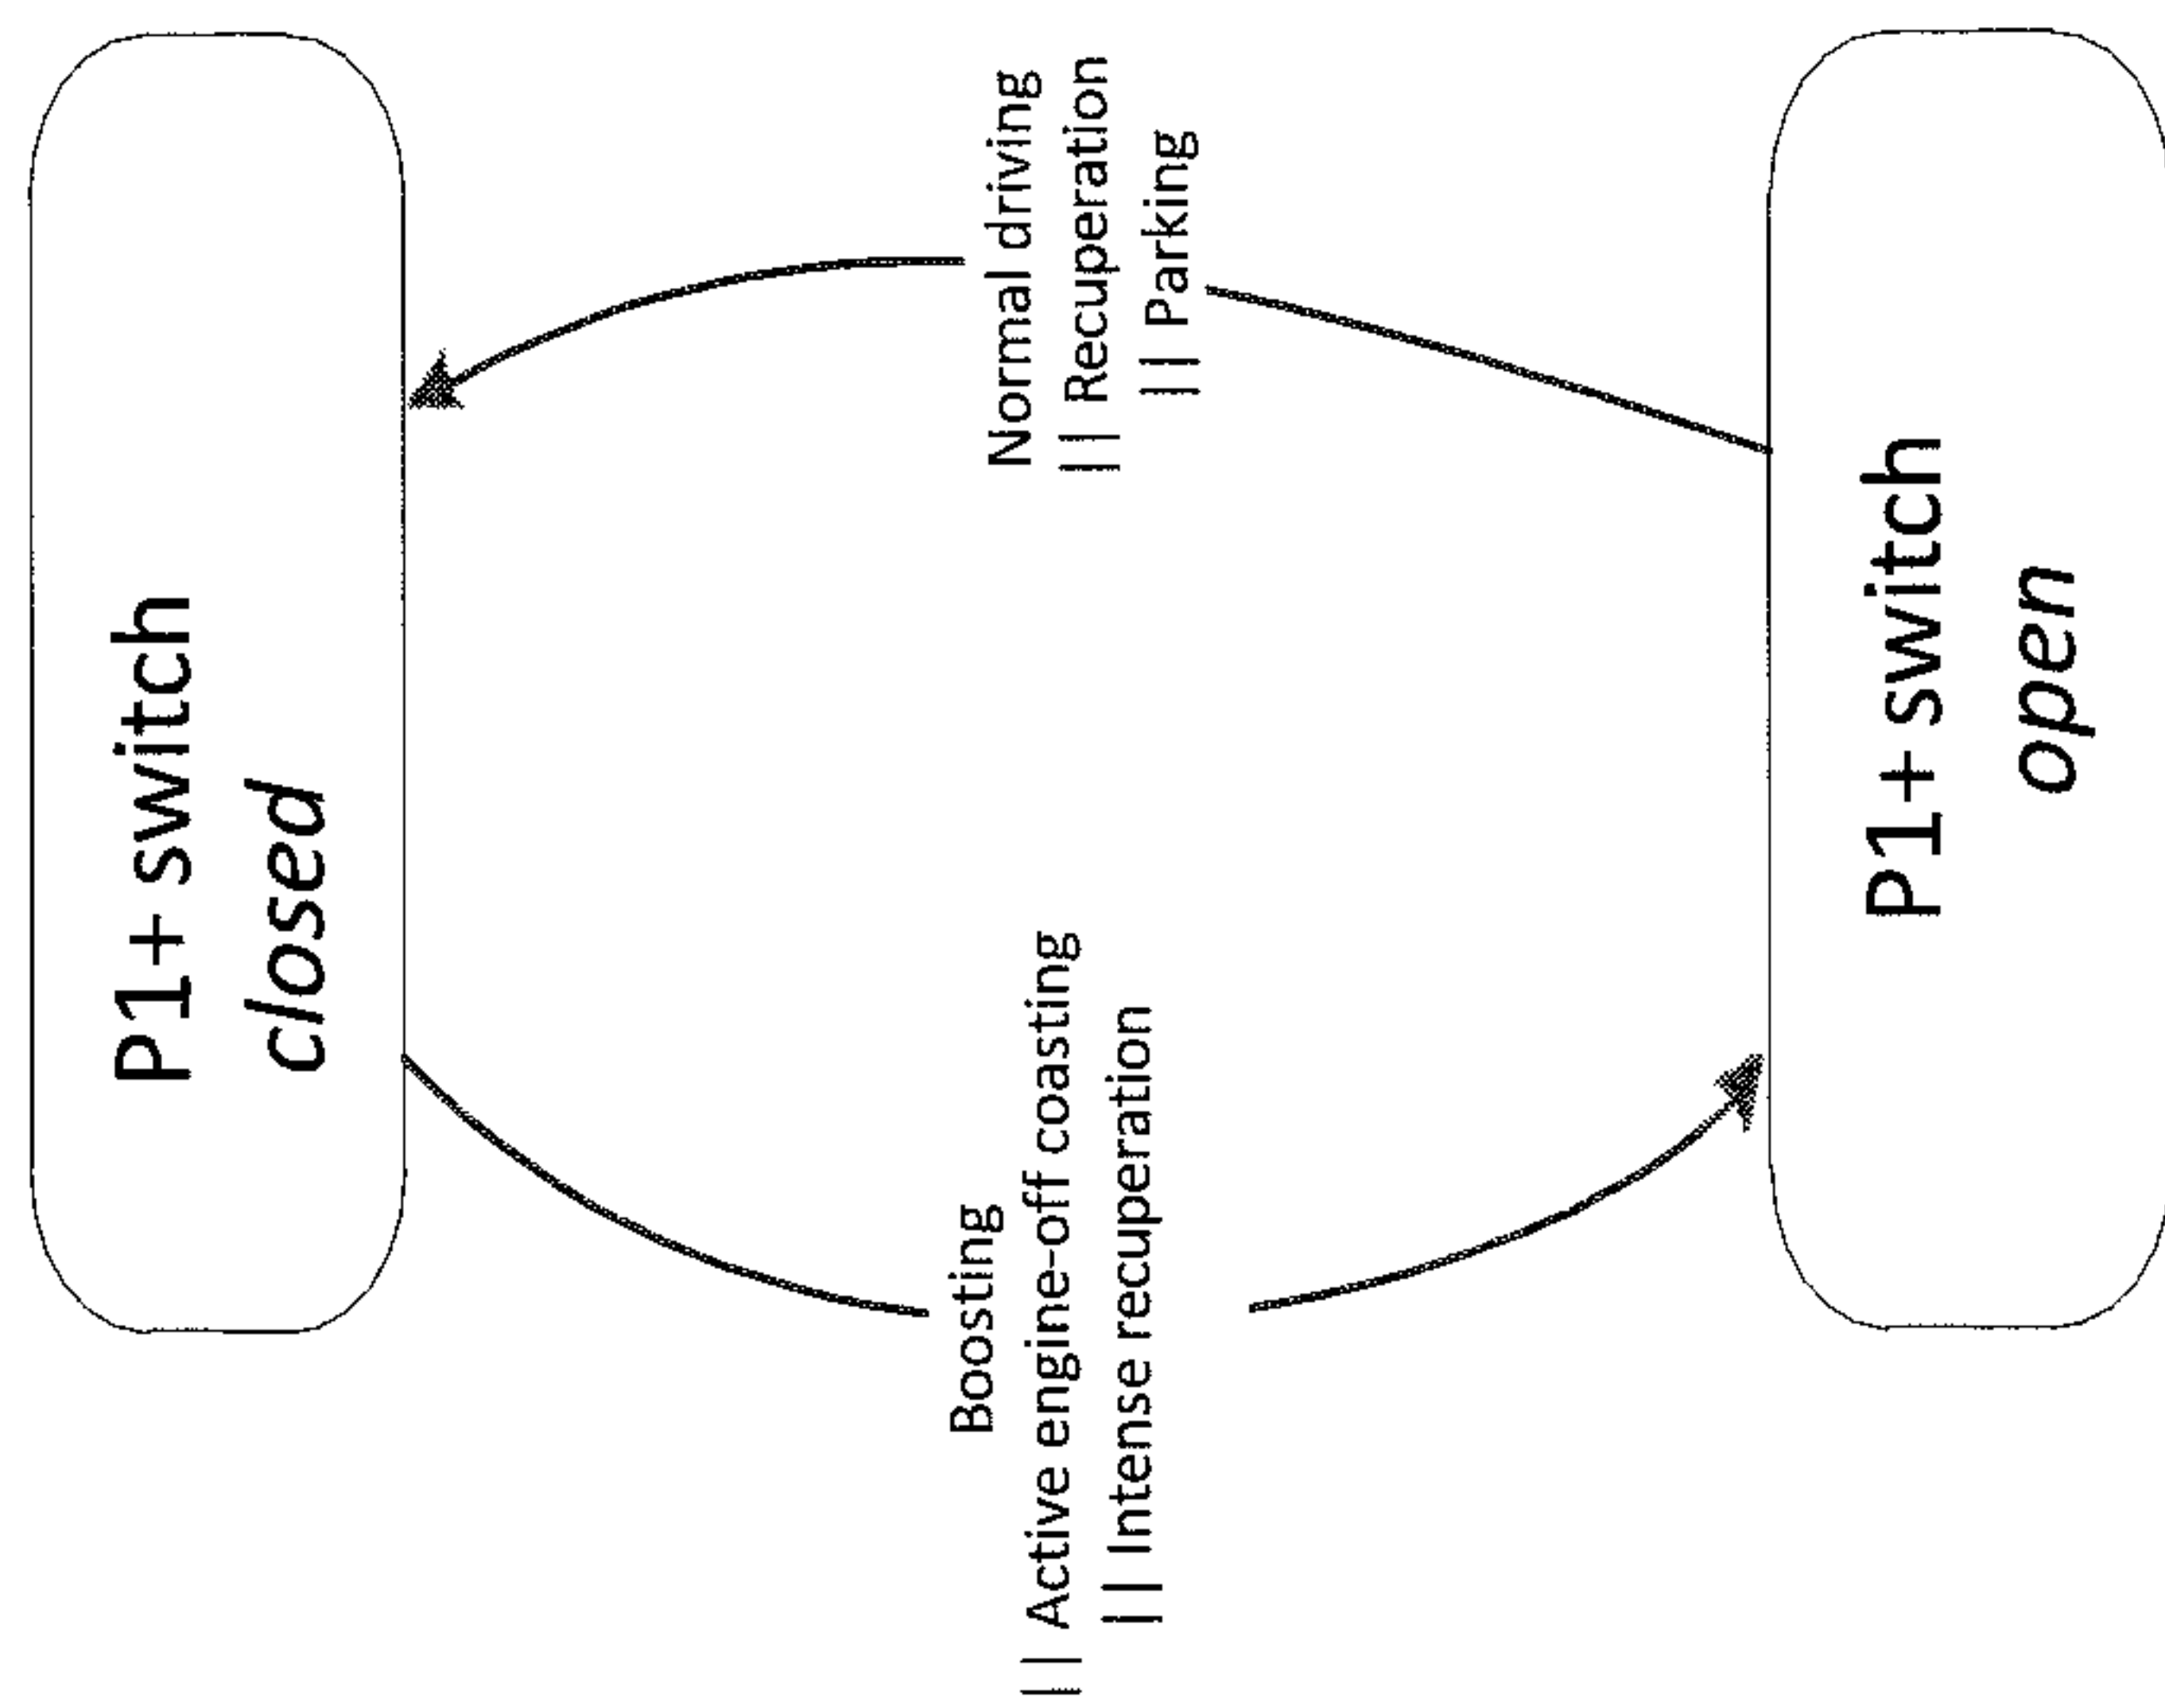 P1+ switch
closed
Normal driving
|| Recuperation
|| Parking
Boosting
|| Active engine-off coasting
|| Intense recuperation
P1+ switch
open